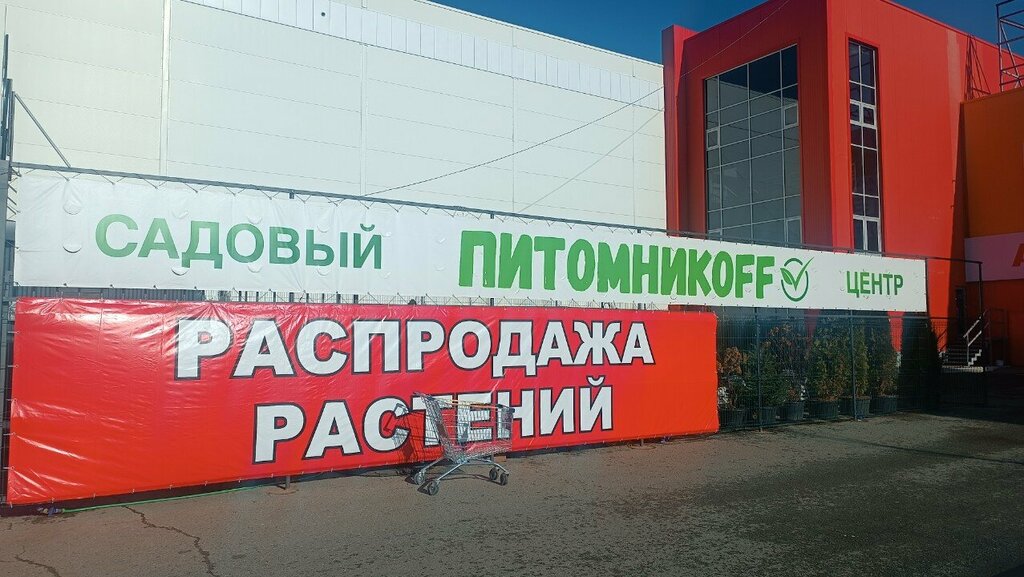 САДОВЫЙ ПИТОМНИКOFF ЦЕНТР
РАСПРОДАЖА
РАСТЕНИЙ